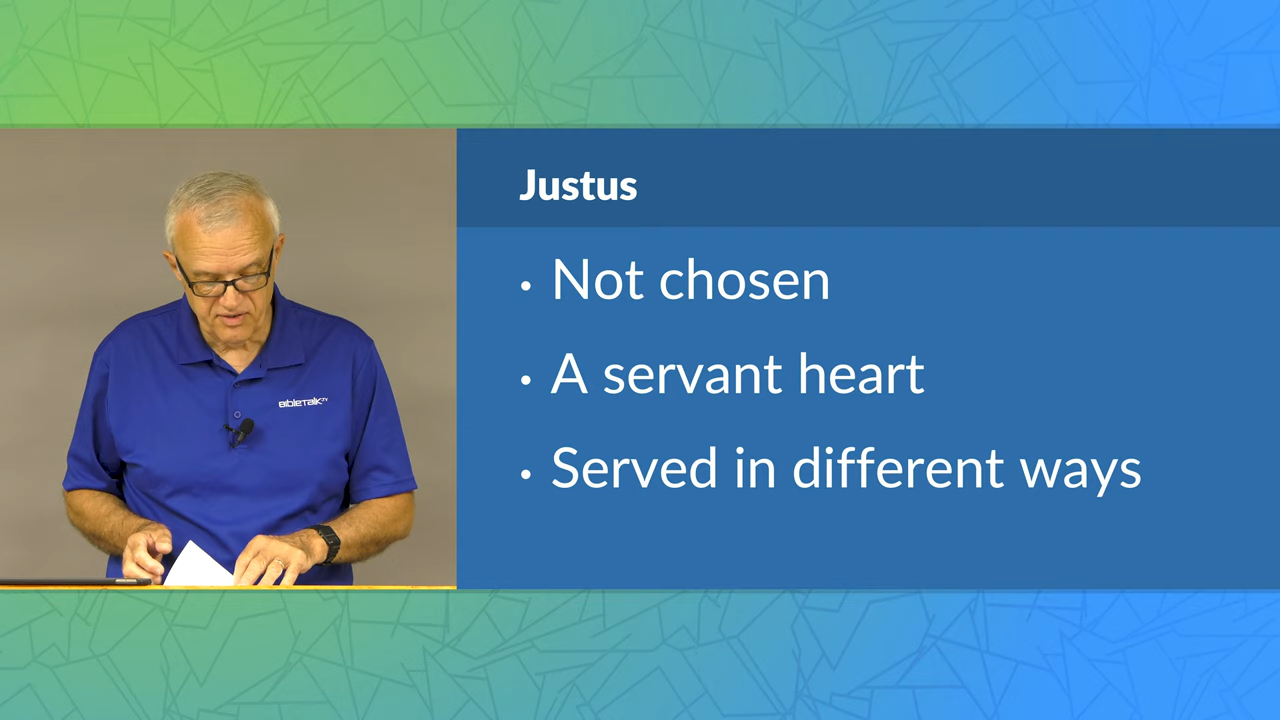 BibleTalk TV
Justus
• Not chosen
• A servant heart
• Served in different ways